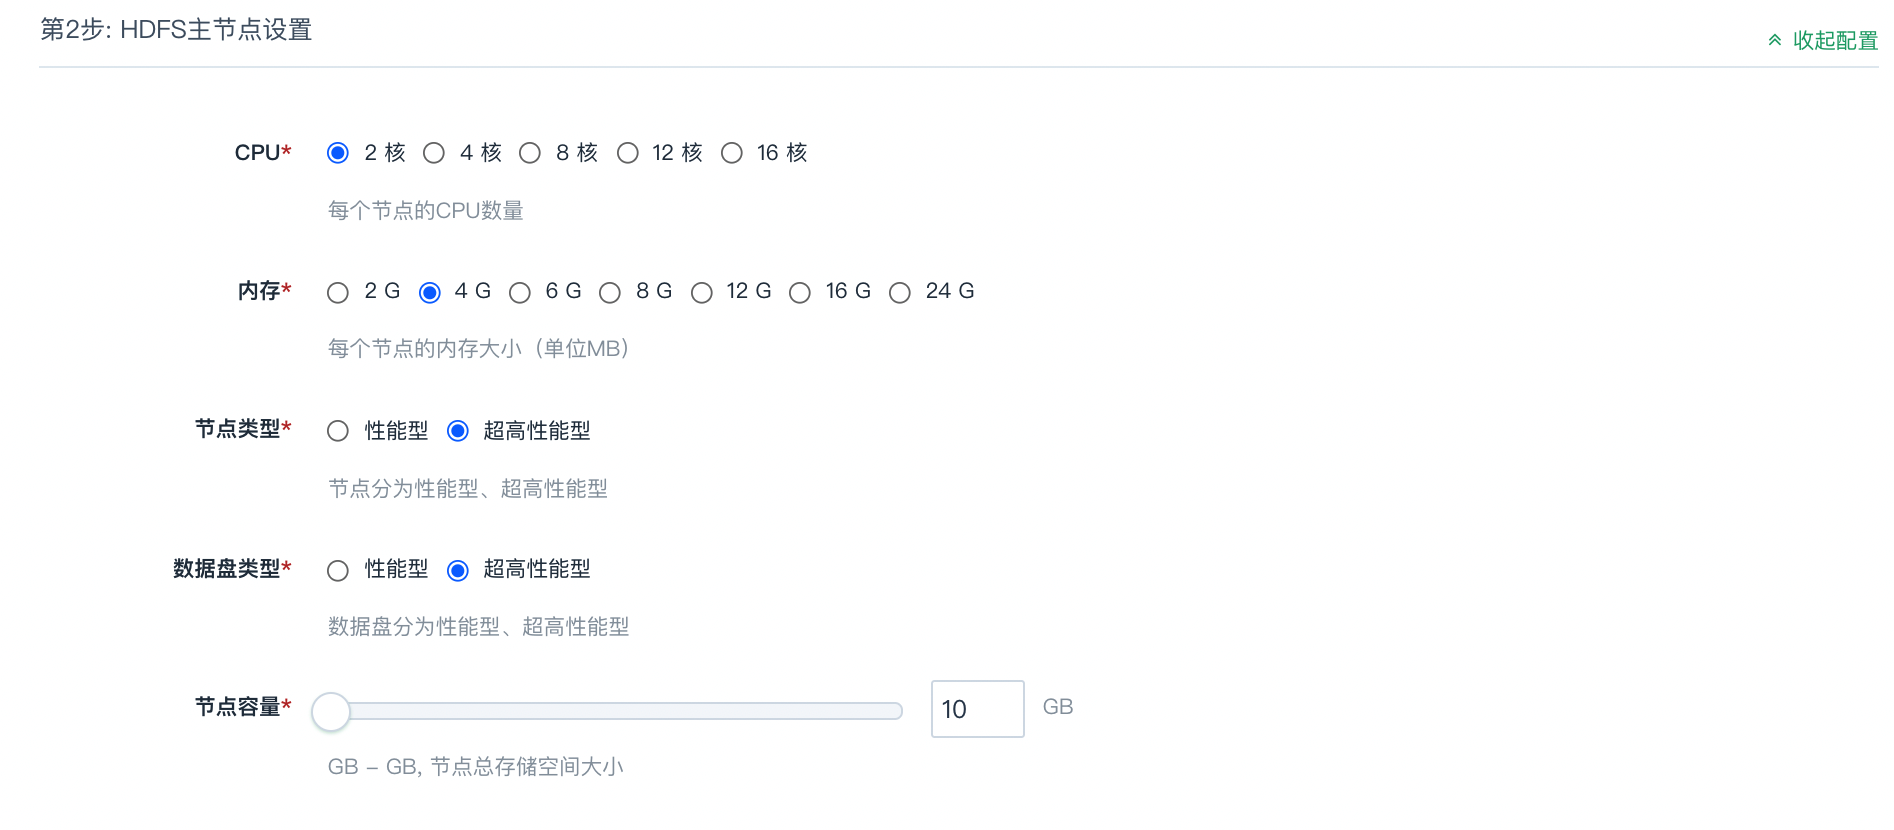 第2步: HDFS主节点设置
收起配置
CPU* 2 核 4 核 8 核 12 核 16 核
每个节点的CPU数量
内存* 2 G 4 G 6 G 8 G 12 G 16 G 24 G
每个节点的内存大小（单位MB）
节点类型* 性能型 超高性能型
节点分为性能型、超高性能型
数据盘类型* 性能型 超高性能型
数据盘分为性能型、超高性能型
节点容量* 10 GB
GB – GB, 节点总存储空间大小